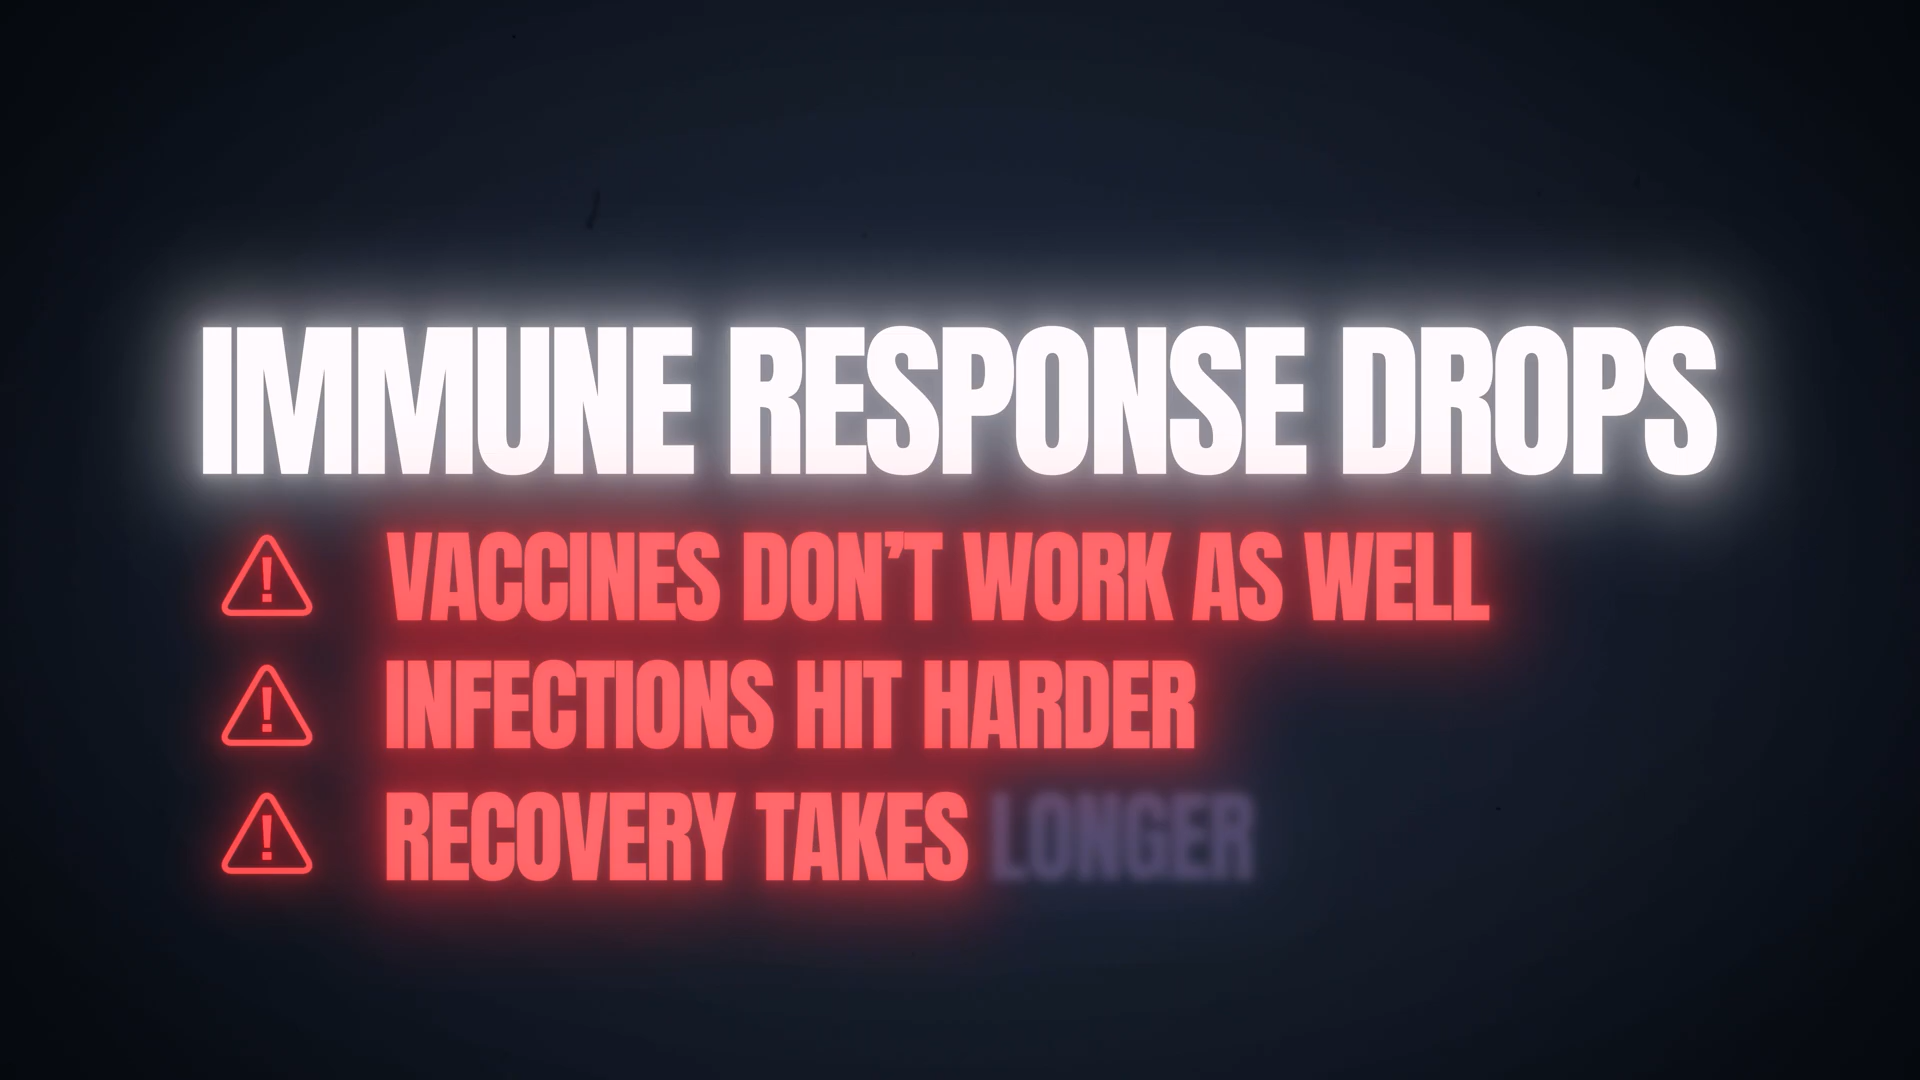 IMMUNE RESPONSE DROPS
VACCINES DON’T WORK AS WELL
INFECTIONS HIT HARDER
RECOVERY TAKES LONGER